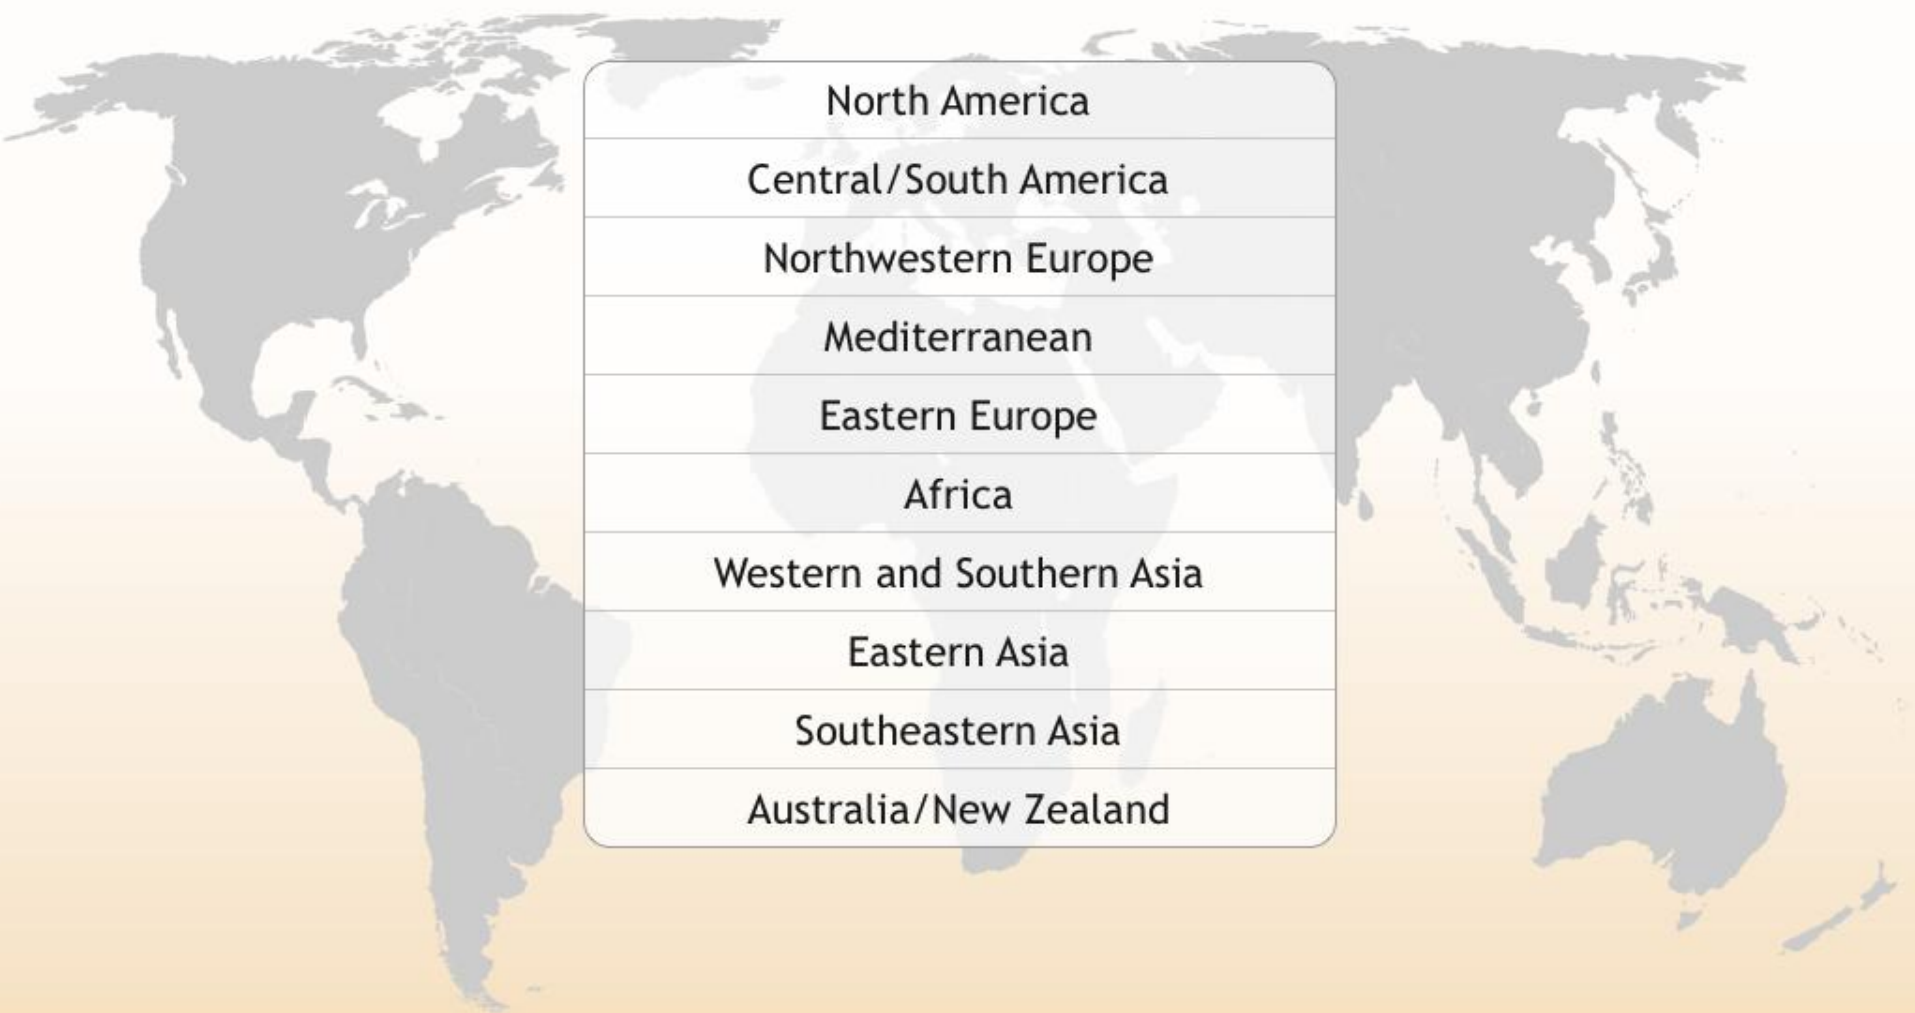 North America
Central/South America
Northwestern Europe
Mediterranean
Eastern Europe
Africa
Western and Southern Asia
Eastern Asia
Southeastern Asia
Australia/New Zealand